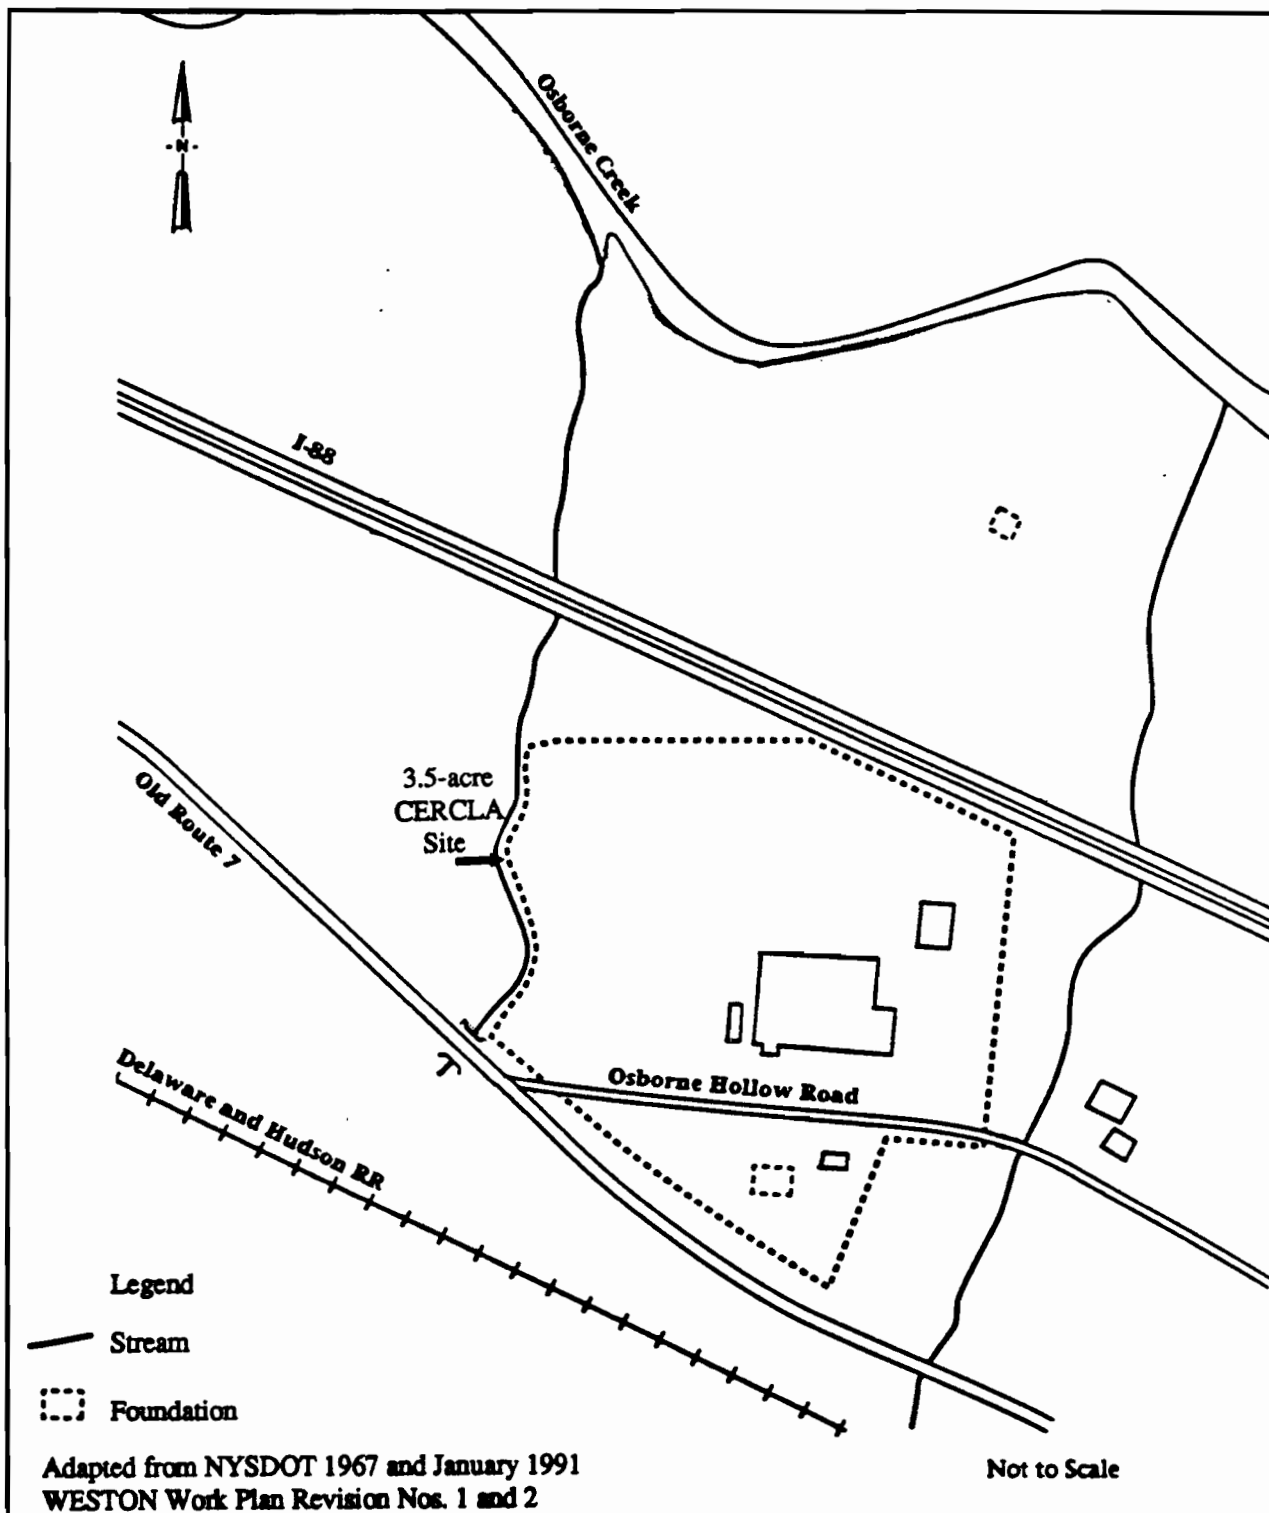 Osborne Creek
-N-
I-88
3.5-acre
CERCLA
Site
Old Route 7
Osborne Hollow Road
Delaware and Hudson RR
Legend
Stream
Foundation
Adapted from NYSDOT 1967 and January 1991
WESTON Work Plan Revision Nos. 1 and 2
Not to Scale